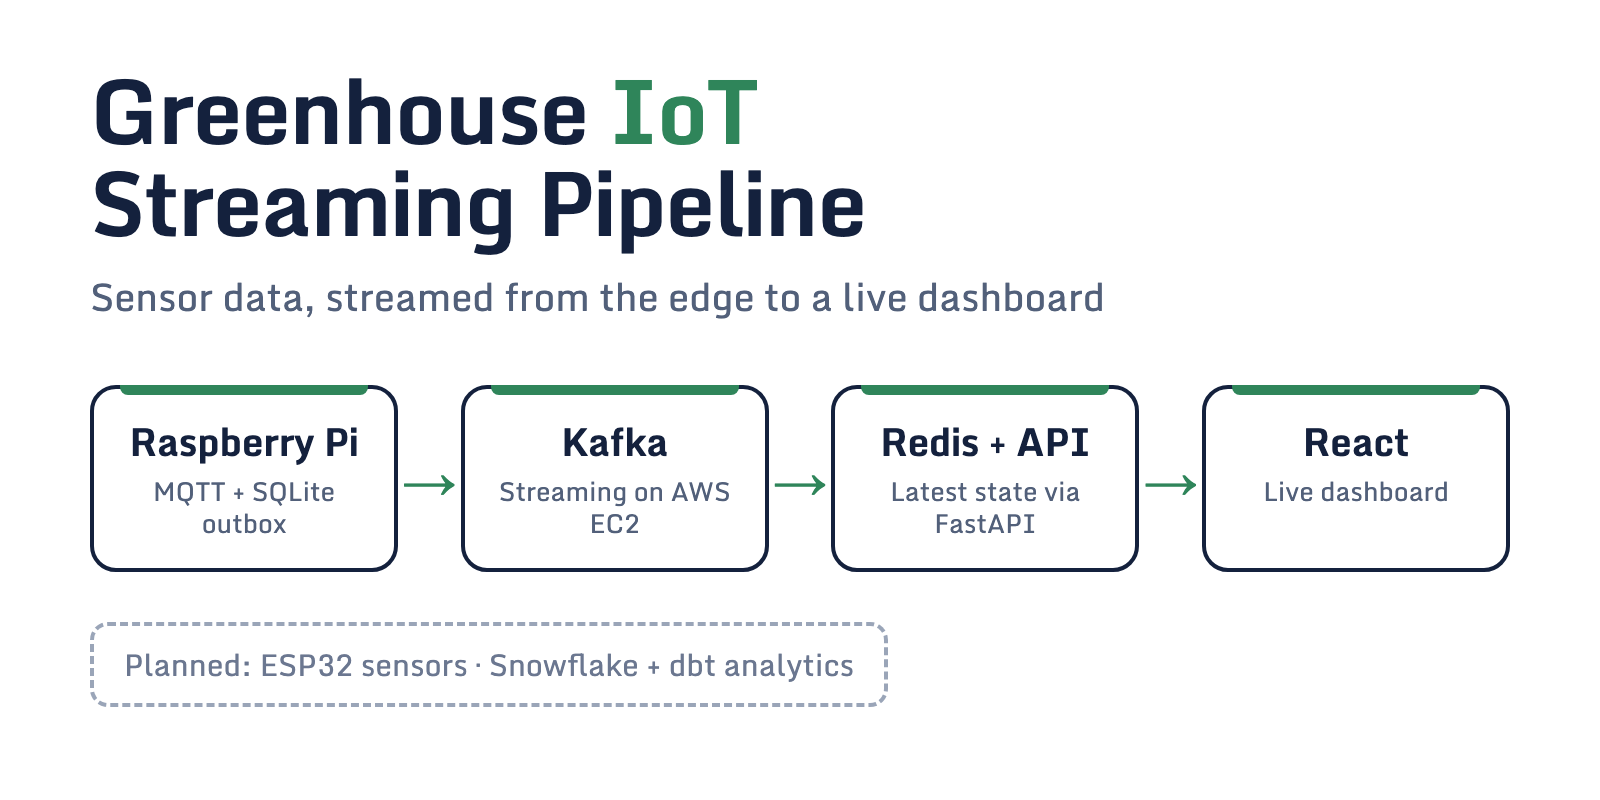 Greenhouse IoT
Streaming Pipeline
Sensor data, streamed from the edge to a live dashboard
Raspberry Pi
MQTT + SQLite
outbox
Kafka
Streaming on AWS
EC2
Redis + API
Latest state via
FastAPI
React
Live dashboard
Planned: ESP32 sensors · Snowflake + dbt analytics